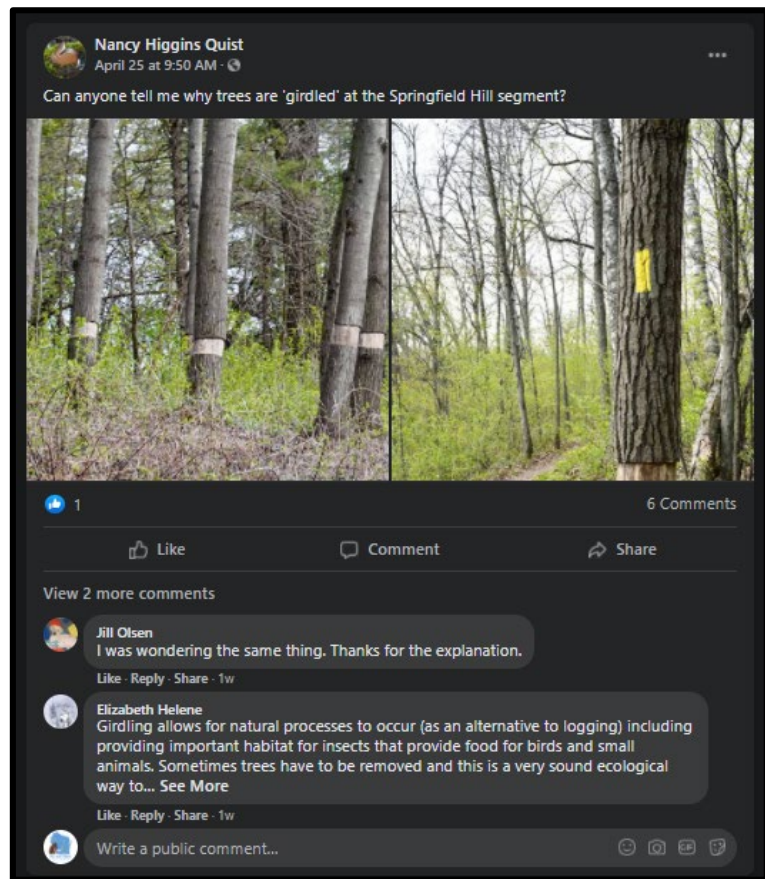 Nancy Higgins Quist
April 25 at 9:50 AM ·
Can anyone tell me why trees are 'girdled' at the Springfield Hill segment?
1
6 Comments
Like
Comment
Share
View 2 more comments
Jill Olsen
I was wondering the same thing. Thanks for the explanation.
Like · Reply · Share · 1w
Elizabeth Helene
Girdling allows for natural processes to occur (as an alternative to logging) including
providing important habitat for insects that provide food for birds and small
animals. Sometimes trees have to be removed and this is a very sound ecological
way to... See More
Like · Reply · Share · 1w
Write a public comment...
GIF